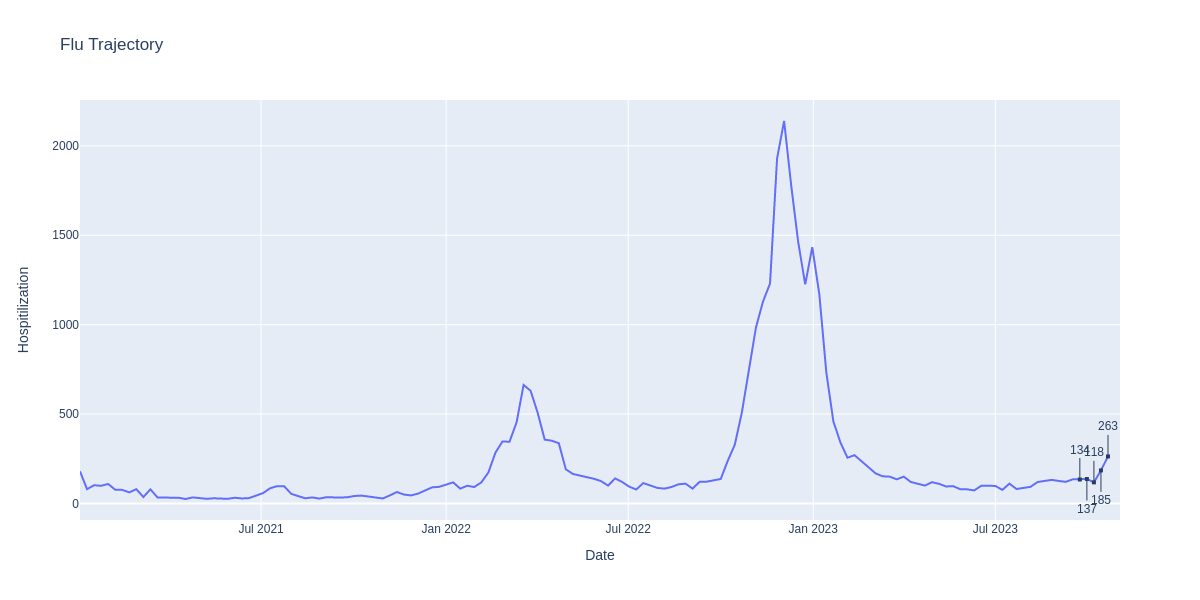 Flu Trajectory
Hospitilization
2000
1500
1000
500
0
263
134
118
185
137
Jul 2021
Jan 2022
Jul 2022
Jan 2023
Jul 2023
Date